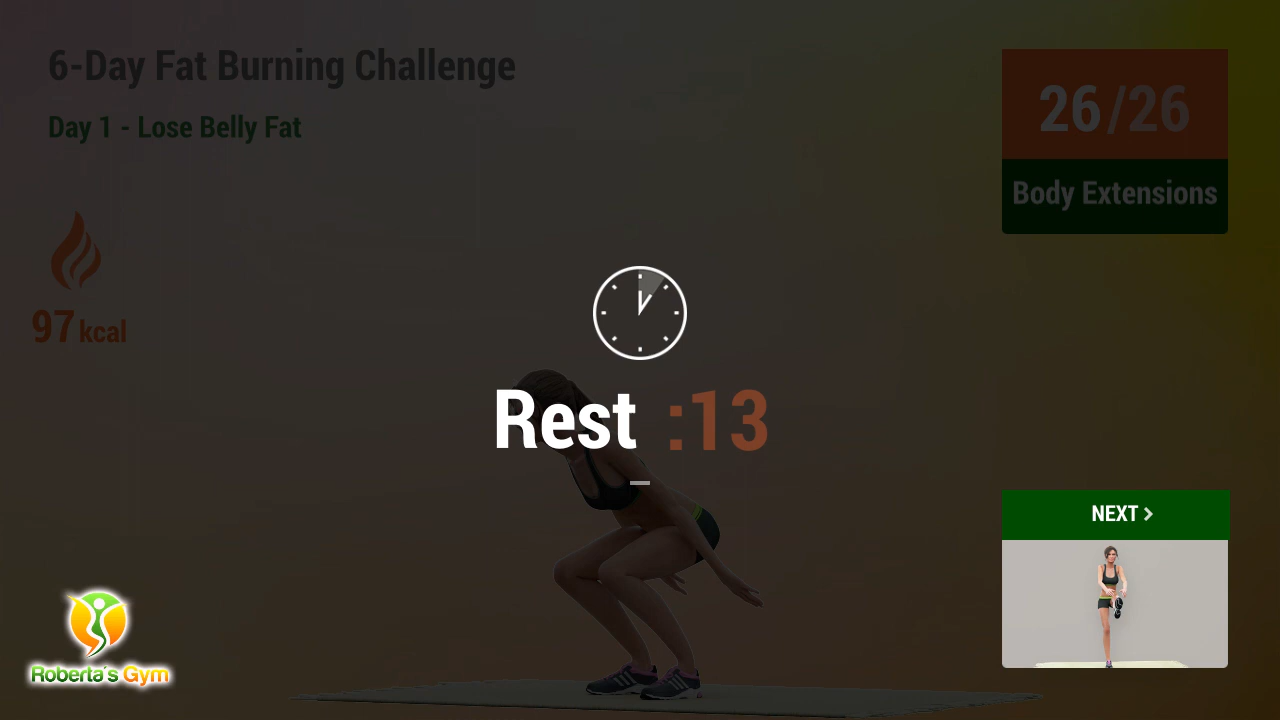 6-Day Fat Burning Challenge
Day 1 - Lose Belly Fat
26/26
Body Extensions
97 kcal
Rest :13
NEXT >
Roberta's Gym